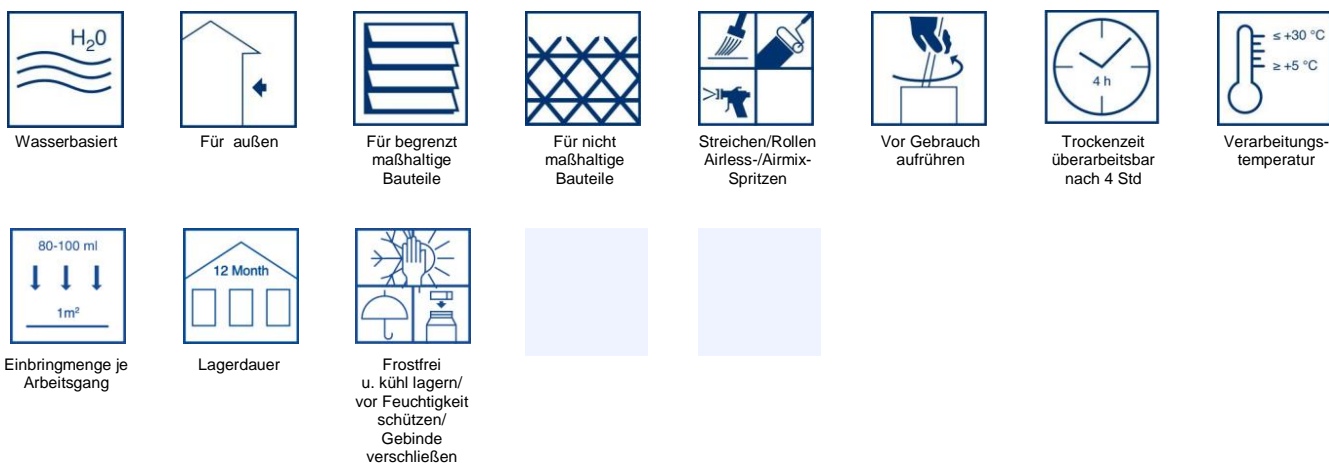 H₂0
Wasserbasiert
Für außen
Für begrenzt
maßhaltige
Bauteile
Für nicht
maßhaltige
Bauteile
Streichen/Rollen
Airless-/Airmix-
Spritzen
Vor Gebrauch
aufrühren
4 h
Trockenzeit
überarbeitsbar
nach 4 Std
≤ +30 °C
≥ +5 °C
Verarbeitungs-
temperatur
80-100 ml
1m²
Einbringmenge je
Arbeitsgang
12 Month
Lagerdauer
Frostfrei
u. kühl lagern/
vor Feuchtigkeit
schützen/
Gebinde
verschließen